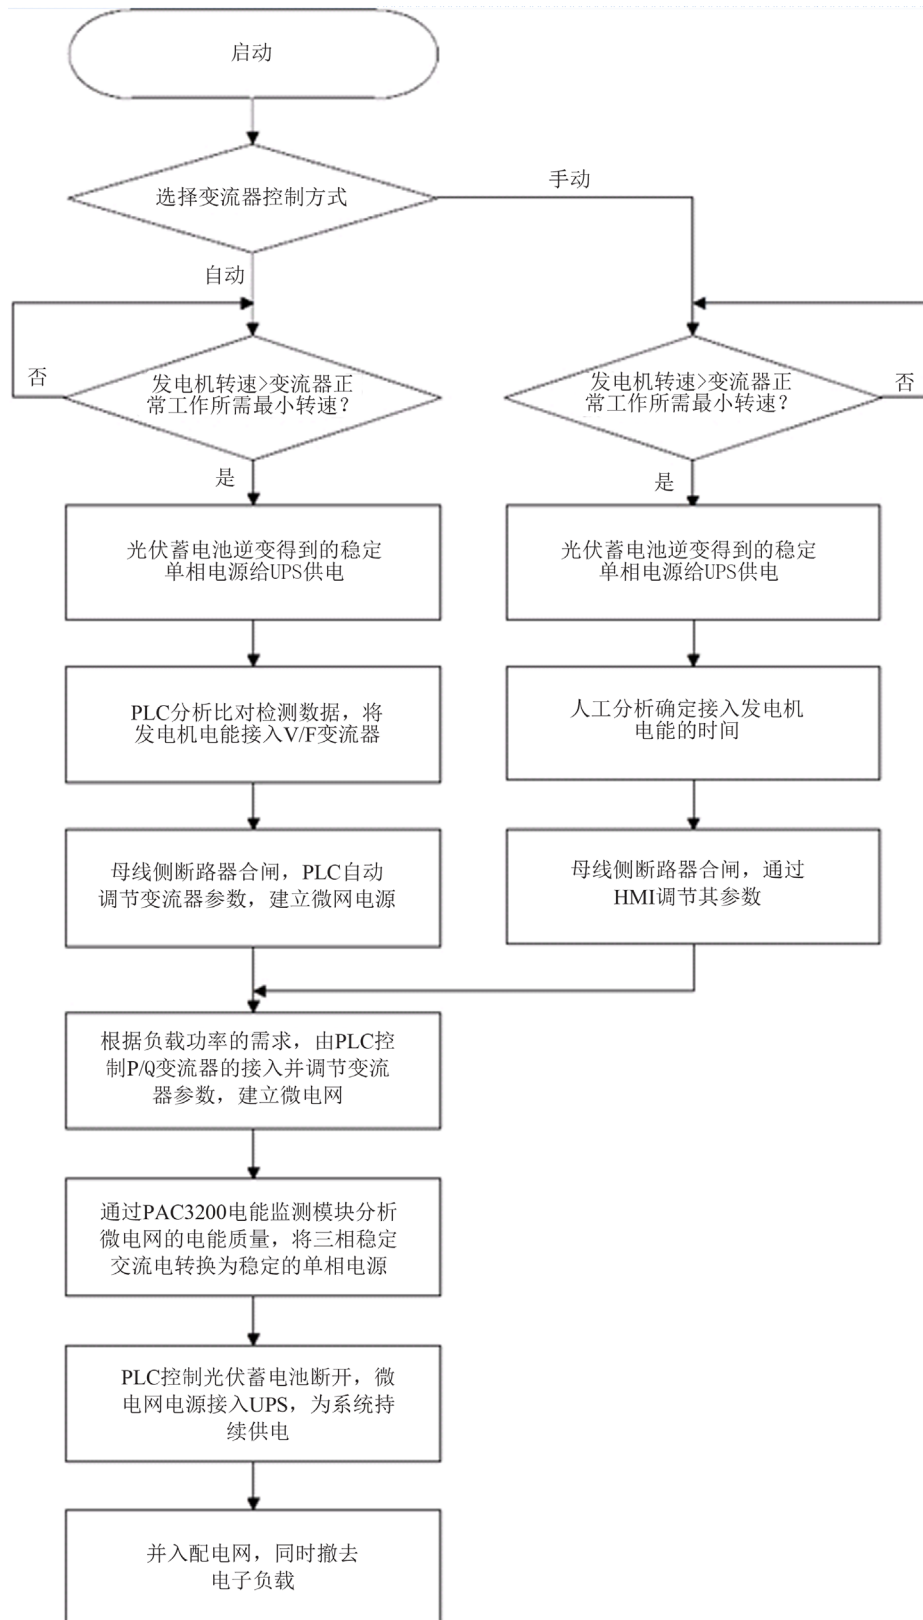 启动
选择变流器控制方式
手动
自动
否
发电机转速>变流器正
常工作所需最小转速？
发电机转速>变流器正
常工作所需最小转速？
否
是
是
光伏蓄电池逆变得到的稳定
单相电源给UPS供电
光伏蓄电池逆变得到的稳定
单相电源给UPS供电
PLC分析比对检测数据，将
发电机电能接入V/F变流器
人工分析确定接入发电机
电能的时间
母线侧断路器合闸，PLC自动
调节变流器参数，建立微网电源
母线侧断路器合闸，通过
HMI调节其参数
根据负载功率的需求，由PLC控
制P/Q变流器的接入并调节变流
器参数，建立微电网
通过PAC3200电能监测模块分析
微电网的电能质量，将三相稳定
交流电转换为稳定的单相电源
PLC控制光伏蓄电池断开，微
电网电源接入UPS，为系统持
续供电
并入配电网，同时撤去
电子负载